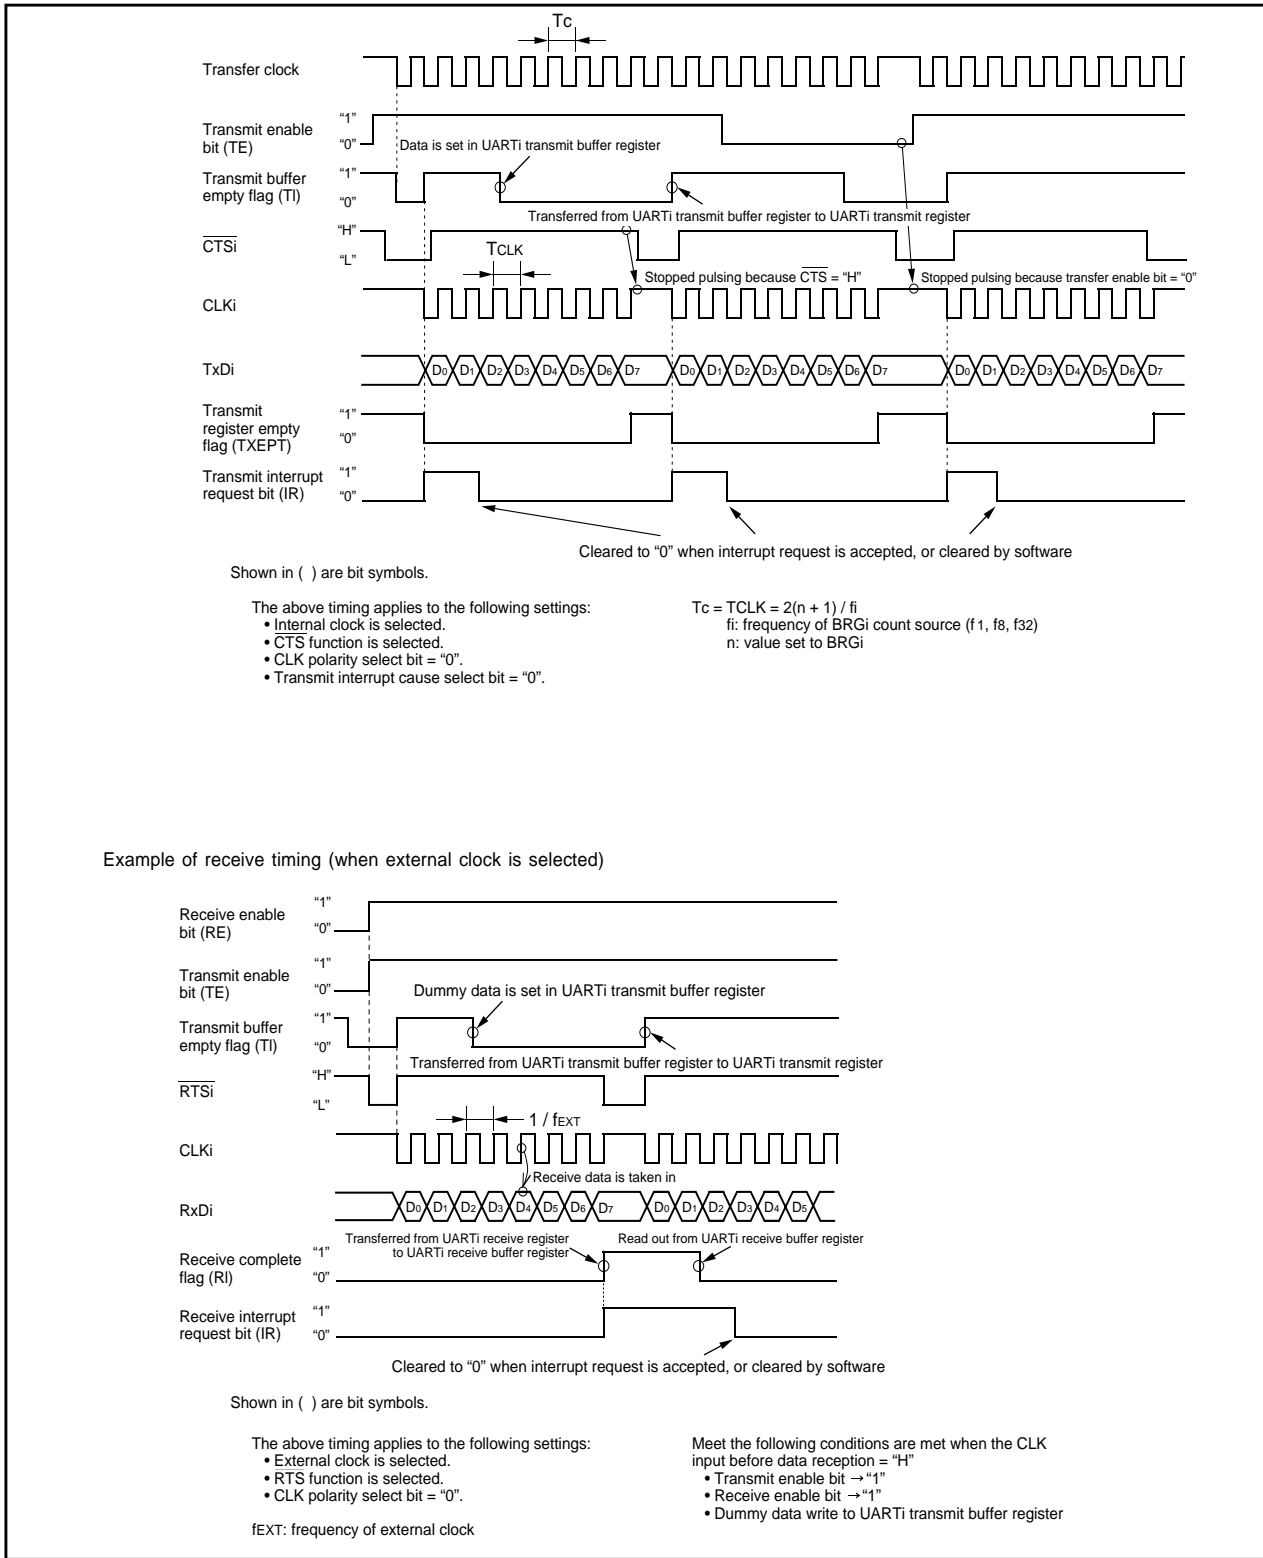 Tc
Transfer clock
Transmit enable
bit (TE)
“1”
“0”
Data is set in UARTi transmit buffer register
Transmit buffer
empty flag (Tl)
“1”
“0”
Transferred from UARTi transmit buffer register to UARTi transmit register
CTSi
“H”
“L”
TCLK
Stopped pulsing because CTS = “H”
Stopped pulsing because transfer enable bit = “0”
CLKi
TxDi
D0 D1 D2 D3 D4 D5 D6 D7 D0 D1 D2 D3 D4 D5 D6 D7 D0 D1 D2 D3 D4 D5 D6 D7
Transmit
register empty
flag (TXEPT)
“1”
“0”
Transmit interrupt
request bit (IR)
“1”
“0”
Cleared to “0” when interrupt request is accepted, or cleared by software
Shown in ( ) are bit symbols.
The above timing applies to the following settings:
• Internal clock is selected.
• CTS function is selected.
• CLK polarity select bit = “0”.
• Transmit interrupt cause select bit = “0”.
Tc = TCLK = 2(n + 1) / fi
fi: frequency of BRGi count source (f1, f8, f32)
n: value set to BRGi
Example of receive timing (when external clock is selected)
Receive enable
bit (RE)
“1”
“0”
Transmit enable
bit (TE)
“1”
“0”
Dummy data is set in UARTi transmit buffer register
Transmit buffer
empty flag (Tl)
“1”
“0”
Transferred from UARTi transmit buffer register to UARTi transmit register
RTSi
“H”
“L”
1 / fEXT
CLKi
Receive data is taken in
RxDi
D0 D1 D2 D3 D4 D5 D6 D7 D0 D1 D2 D3 D4 D5
Transferred from UARTi receive register
to UARTi receive buffer register
Read out from UARTi receive buffer register
Receive complete
flag (Rl)
“1”
“0”
Receive interrupt
request bit (IR)
“1”
“0”
Cleared to “0” when interrupt request is accepted, or cleared by software
Shown in ( ) are bit symbols.
The above timing applies to the following settings:
• External clock is selected.
• RTS function is selected.
• CLK polarity select bit = “0”.
fEXT: frequency of external clock
Meet the following conditions are met when the CLK
input before data reception = “H”
• Transmit enable bit → “1”
• Receive enable bit → “1”
• Dummy data write to UARTi transmit buffer register